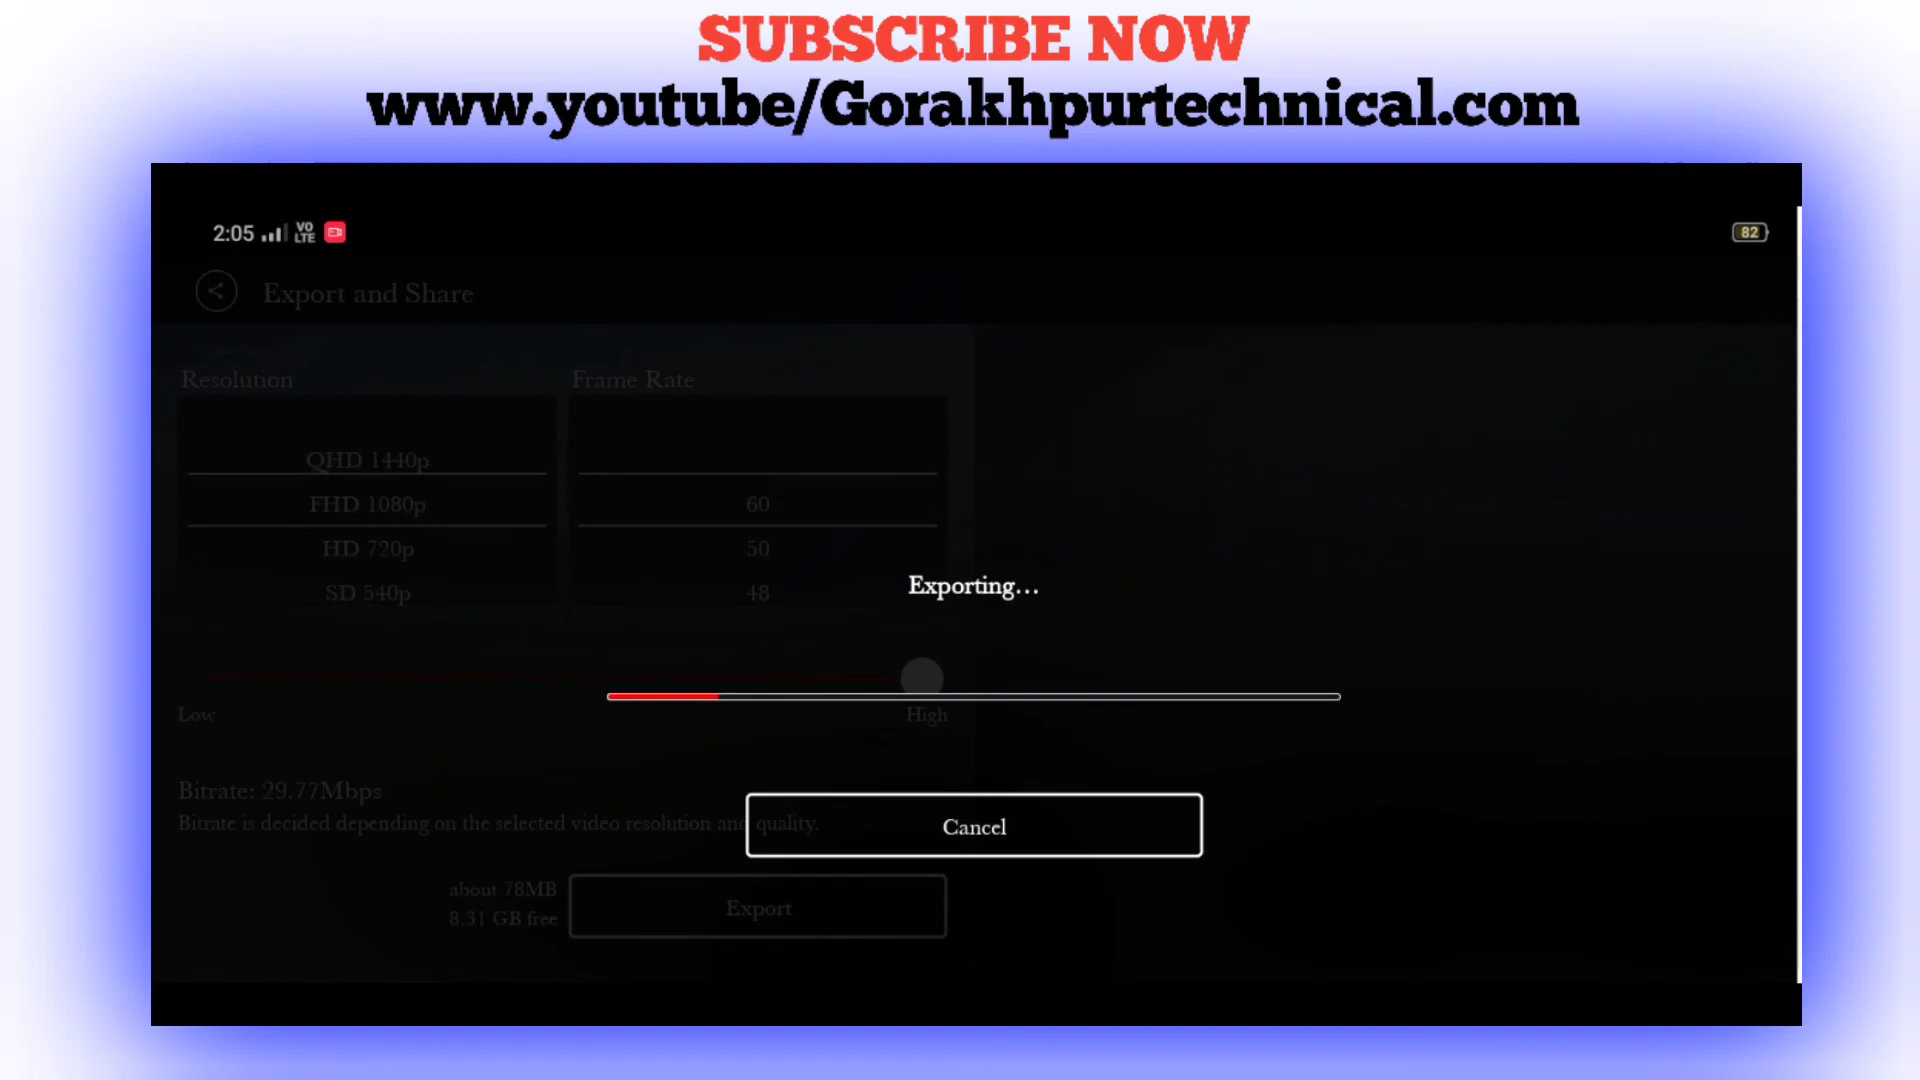 SUBSCRIBE NOW
www.youtube/Gorakhpurtechnical.com
2:05 VO LTE 82
Export and Share
Resolution Frame Rate
QHD 1440p
FHD 1080p 60
HD 720p 50
SD 540p 48
Exporting...
Low High
Bitrate: 29.77Mbps
Bitrate is decided depending on the selected video resolution and quality.
Cancel
about 78MB
8.31 GB free
Export